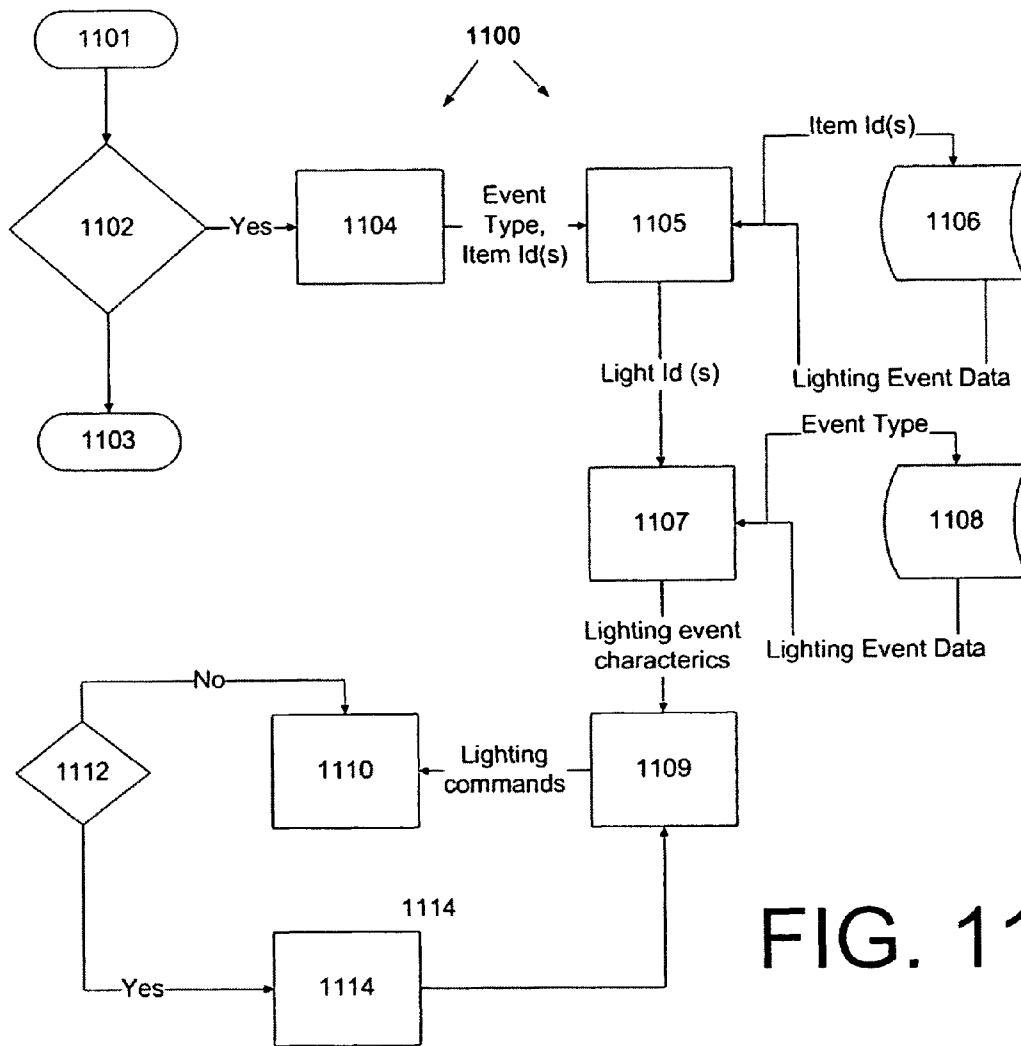 1101
1100
Item Id(s)
1102
Yes
1104
Event
Type,
Item Id(s)
1105
1106
Light Id (s)
Lighting Event Data
1103
Event Type
1107
1108
Lighting event
characterics
Lighting Event Data
No
1112
1110
Lighting
commands
1109
1114
Yes
1114
FIG. 11